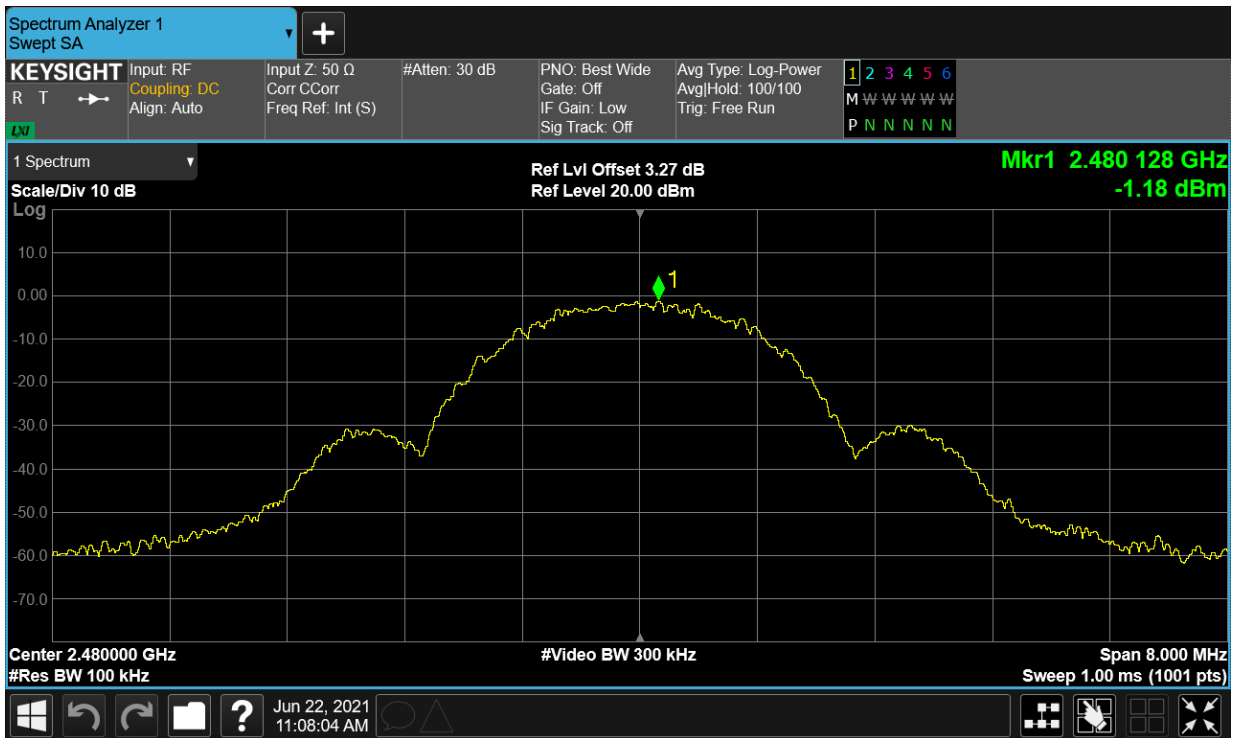 Spectrum Analyzer 1
Swept SA
+
KEYSIGHT
R T
LXI
Input: RF
Coupling: DC
Align: Auto
Input Z: 50 Ω
Corr CCorr
Freq Ref: Int (S)
#Atten: 30 dB
PNO: Best Wide
Gate: Off
IF Gain: Low
Sig Track: Off
Avg Type: Log-Power
Avg|Hold: 100/100
Trig: Free Run
1 2 3 4 5 6
M W W W W W
P N N N N N
1 Spectrum
Scale/Div 10 dB
Ref Lvl Offset 3.27 dB
Ref Level 20.00 dBm
Mkr1 2.480 128 GHz
-1.18 dBm
Log
10.0
0.00
-10.0
-20.0
-30.0
-40.0
-50.0
-60.0
-70.0
1
Center 2.480000 GHz
#Res BW 100 kHz
#Video BW 300 kHz
Span 8.000 MHz
Sweep 1.00 ms (1001 pts)
?
Jun 22, 2021
11:08:04 AM